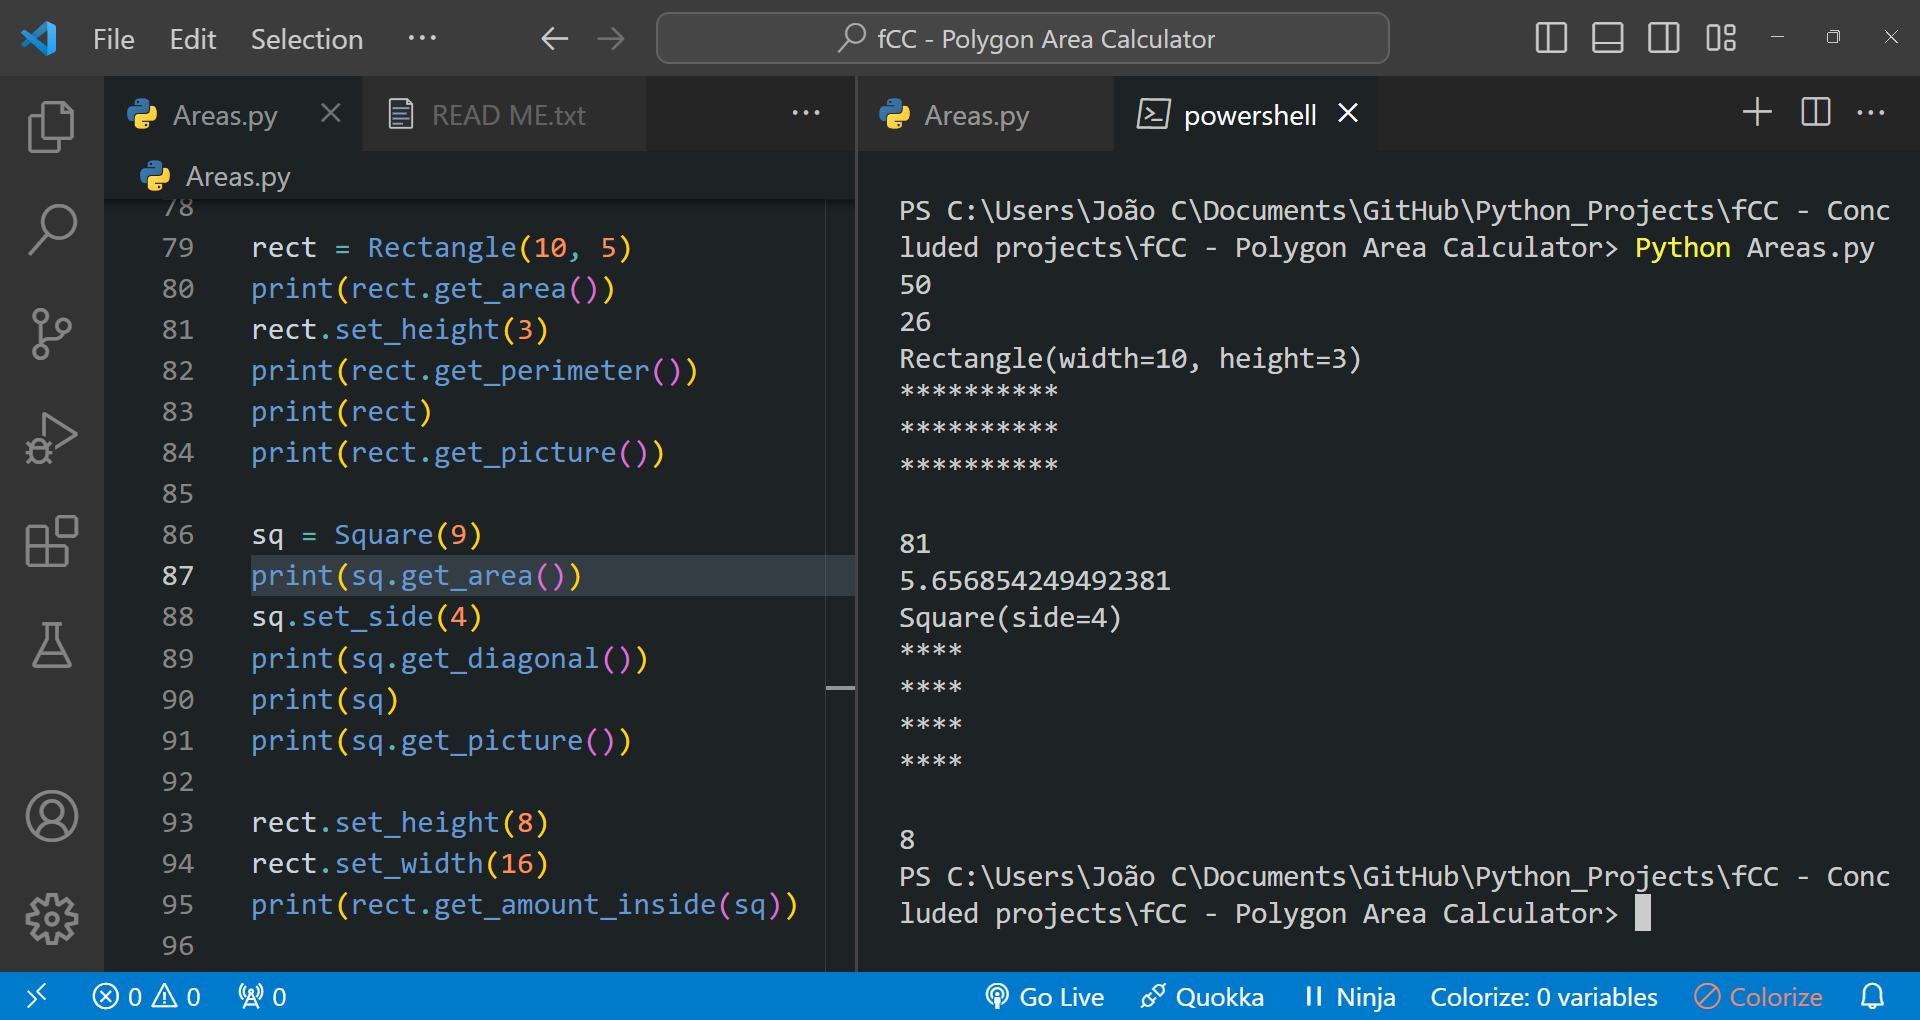 File Edit Selection ···
fCC - Polygon Area Calculator
Areas.py
READ ME.txt
Areas.py
78
79 rect = Rectangle(10, 5)
80 print(rect.get_area())
81 rect.set_height(3)
82 print(rect.get_perimeter())
83 print(rect)
84 print(rect.get_picture())
85
86 sq = Square(9)
87 print(sq.get_area())
88 sq.set_side(4)
89 print(sq.get_diagonal())
90 print(sq)
91 print(sq.get_picture())
92
93 rect.set_height(8)
94 rect.set_width(16)
95 print(rect.get_amount_inside(sq))
96
Areas.py
powershell
PS C:\Users\João C\Documents\GitHub\Python_Projects\fCC - Conc
luded projects\fCC - Polygon Area Calculator> Python Areas.py
50
26
Rectangle(width=10, height=3)
**********
**********
**********
81
5.656854249492381
Square(side=4)
****
****
****
****
8
PS C:\Users\João C\Documents\GitHub\Python_Projects\fCC - Conc
luded projects\fCC - Polygon Area Calculator>
0 0 0 Go Live Quokka Ninja Colorize: 0 variables Colorize